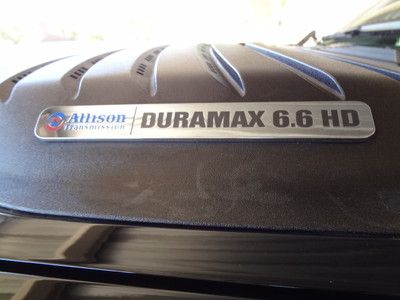 Allison
Transmission
DURAMAX 6.6 HD